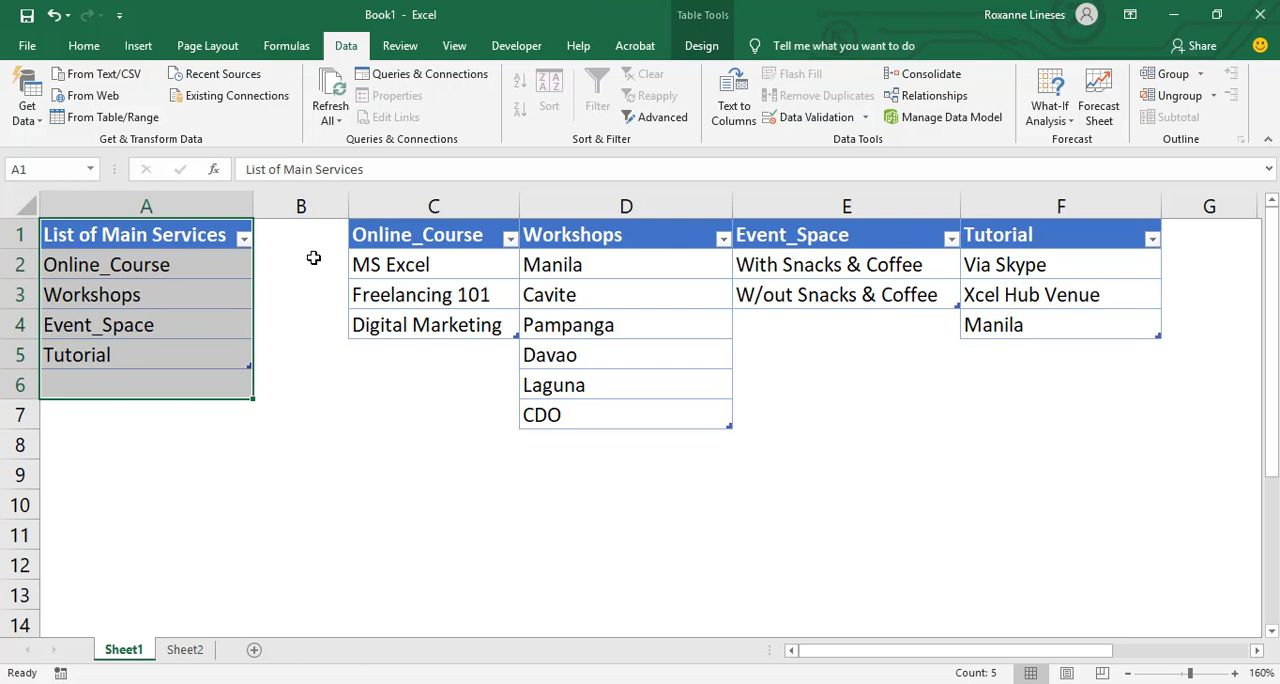 Book1 - Excel
Table Tools
Roxanne Lineses
File Home Insert Page Layout Formulas Data Review View Developer Help Acrobat Design Tell me what you want to do Share
Get Data
From Text/CSV
From Web
From Table/Range
Recent Sources
Existing Connections
Get & Transform Data
Refresh All
Queries & Connections
Properties
Edit Links
Queries & Connections
Sort
Filter
Clear
Reapply
Advanced
Sort & Filter
Text to Columns
Flash Fill
Remove Duplicates
Data Validation
Consolidate
Relationships
Manage Data Model
Data Tools
What-If Analysis
Forecast Sheet
Forecast
Group
Ungroup
Subtotal
Outline
A1 fx List of Main Services
A B C D E F G
1 List of Main Services Online_Course Workshops Event_Space Tutorial
2 Online_Course MS Excel Manila With Snacks & Coffee Via Skype
3 Workshops Freelancing 101 Cavite W/out Snacks & Coffee Xcel Hub Venue
4 Event_Space Digital Marketing Pampanga Manila
5 Tutorial Davao
6 Laguna
7 CDO
8
9
10
11
12
13
14
Sheet1 Sheet2
Ready Count: 5 160%